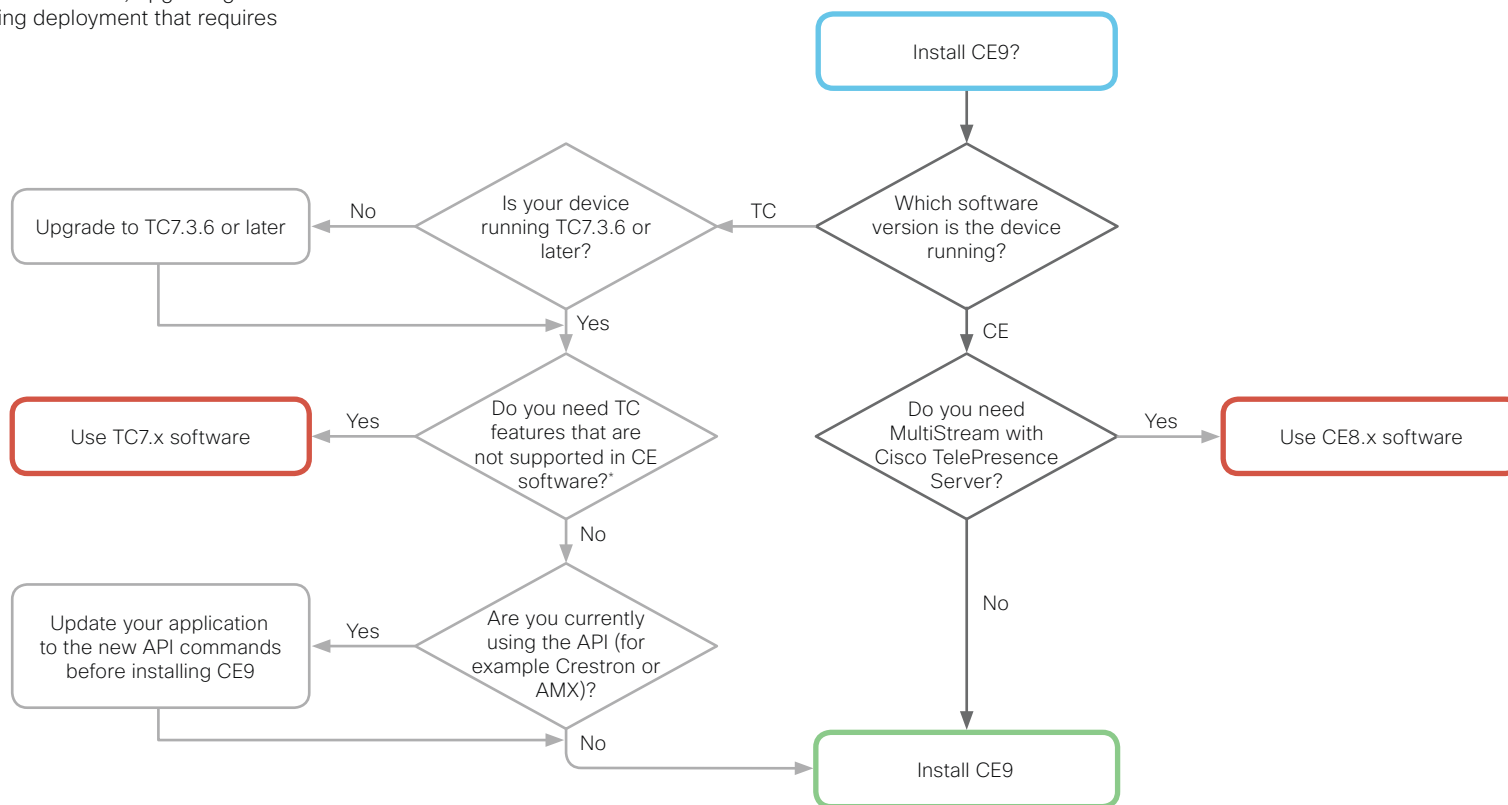 ing deployment that requires
Install CE9?
Which software
version is the device
running?
TC
Is your device
running TC7.3.6 or
later?
No
Upgrade to TC7.3.6 or later
Yes
CE
Do you need TC
features that are
not supported in CE
software?*
Yes
Use TC7.x software
Do you need
MultiStream with
Cisco TelePresence
Server?
Yes
Use CE8.x software
No
Are you currently
using the API (for
example Crestron or
AMX)?
Yes
Update your application
to the new API commands
before installing CE9
No
No
Install CE9